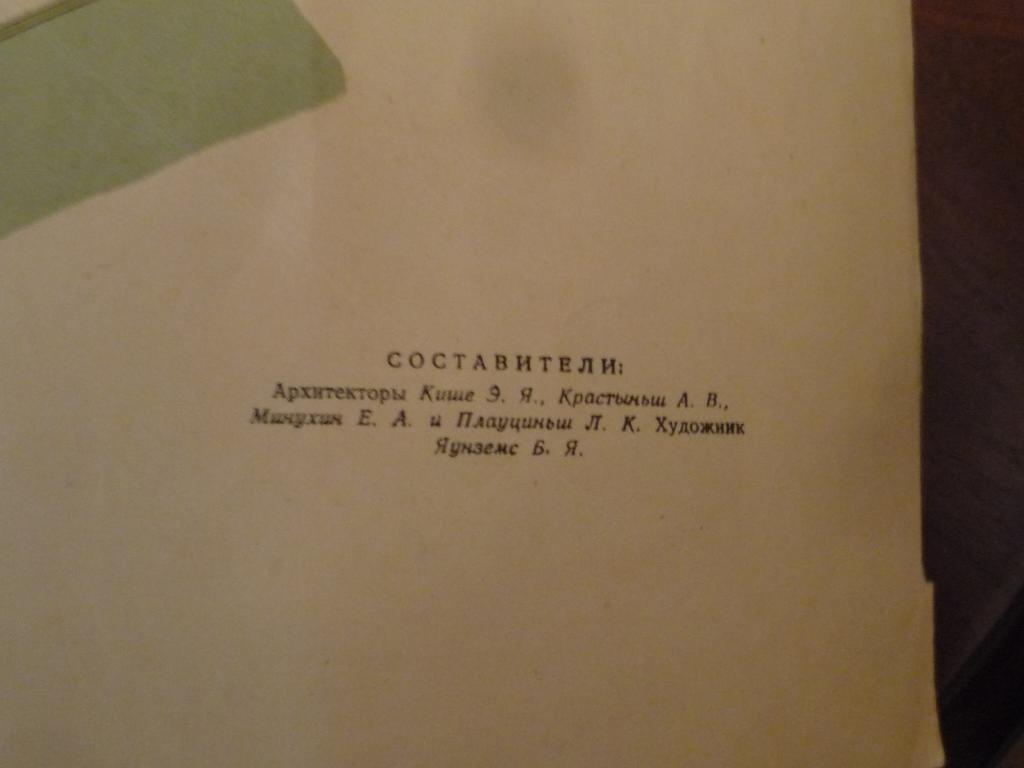 СОСТАВИТЕЛИ:
Архитекторы Кише Э. Я., Крастыньш А. В.,
Минухин Е. А. и Плауциньш Л. К. Художник
Яунземс Б. Я.